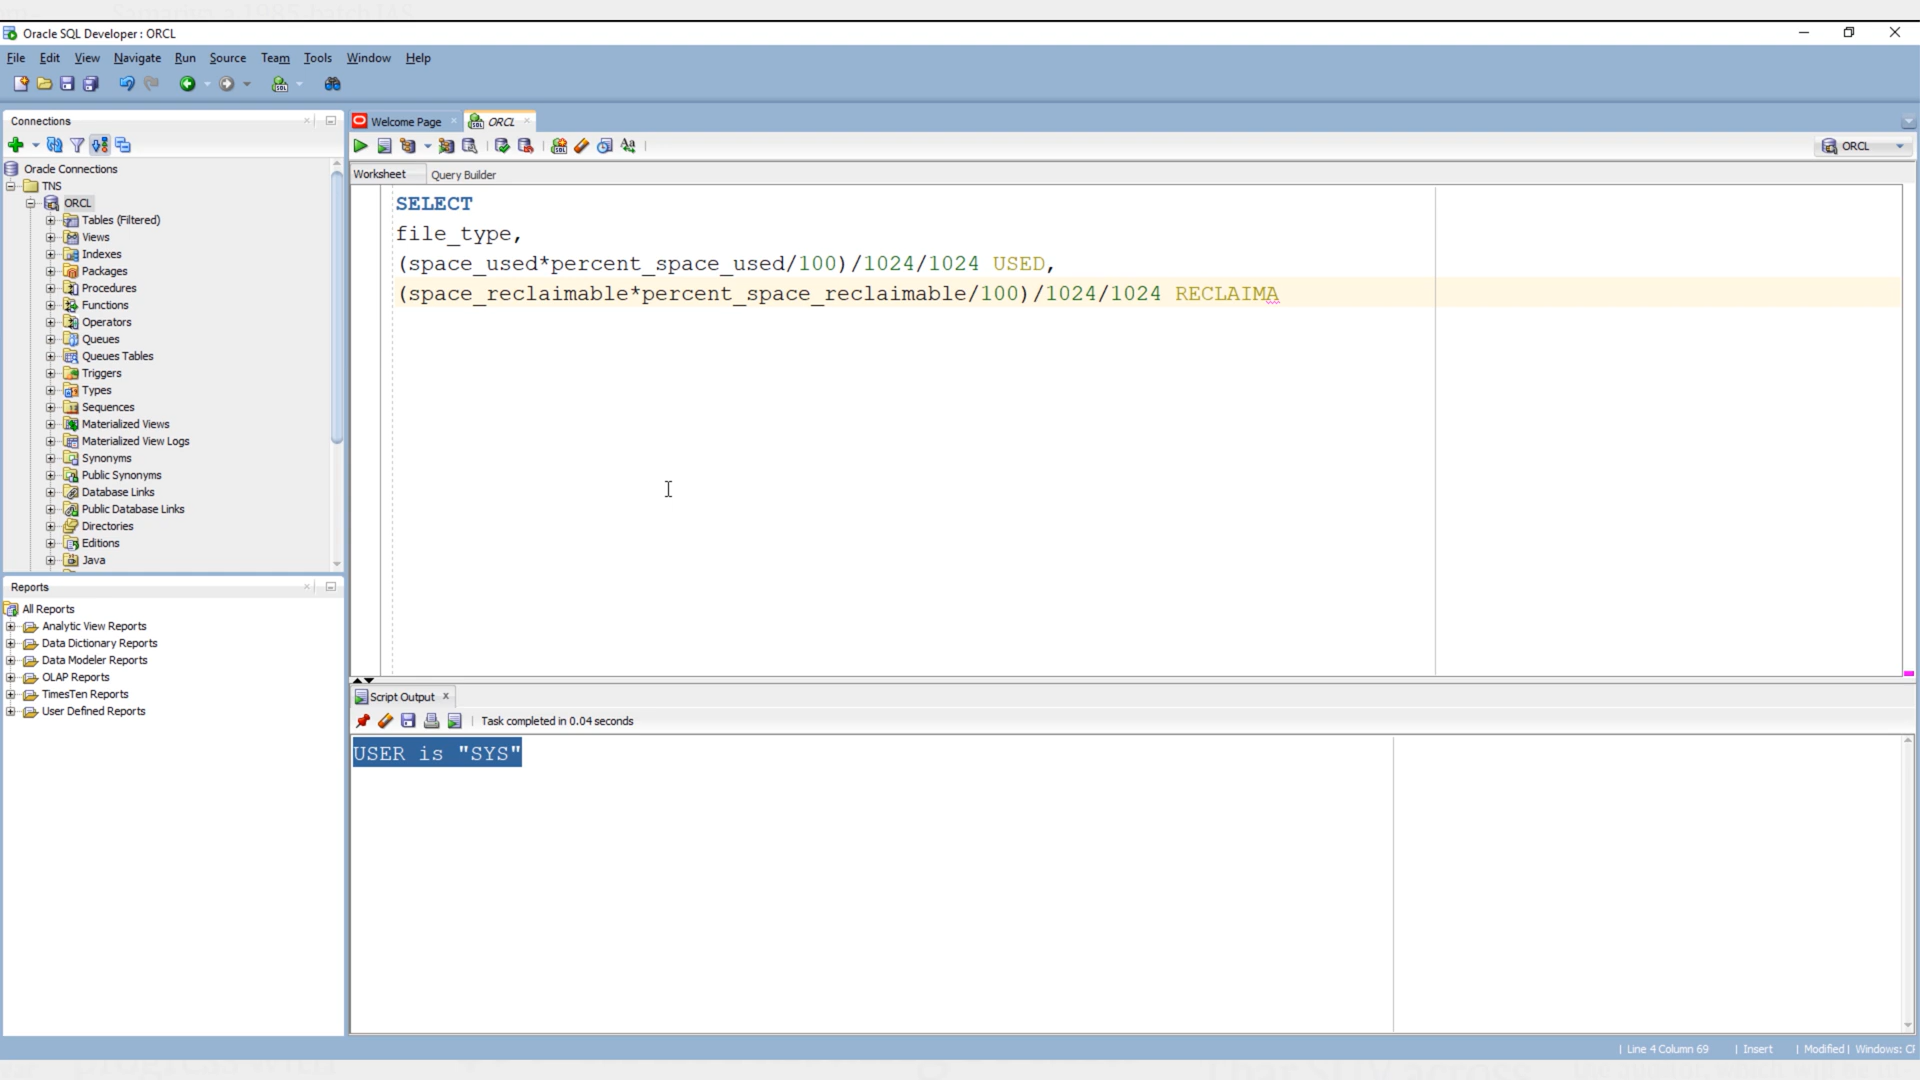 Oracle SQL Developer : ORCL
File Edit View Navigate Run Source Team Tools Window Help
Connections
Oracle Connections
TNS
ORCL
Tables (Filtered)
Views
Indexes
Packages
Procedures
Functions
Operators
Queues
Queues Tables
Triggers
Types
Sequences
Materialized Views
Materialized View Logs
Synonyms
Public Synonyms
Database Links
Public Database Links
Directories
Editions
Java
Reports
All Reports
Analytic View Reports
Data Dictionary Reports
Data Modeler Reports
OLAP Reports
TimesTen Reports
User Defined Reports
Welcome Page ORCL
ORCL
Worksheet Query Builder
SELECT
file_type,
(space_used*percent_space_used/100)/1024/1024 USED,
(space_reclaimable*percent_space_reclaimable/100)/1024/1024 RECLAIMA
Script Output
Task completed in 0.04 seconds
USER is "SYS"
Line 4 Column 69 | Insert | Modified | Windows: CF